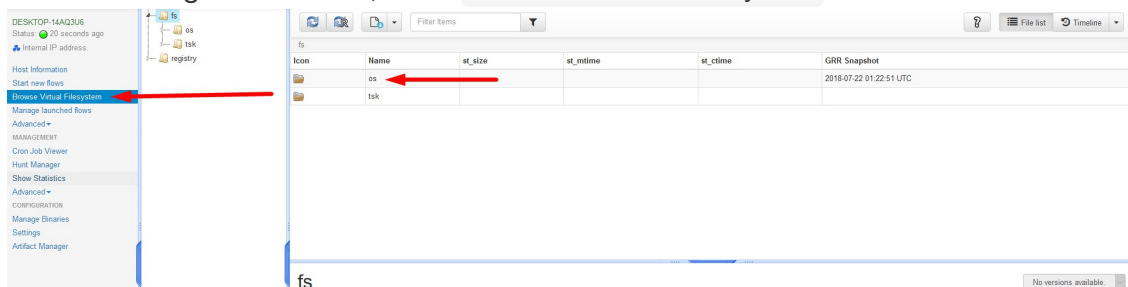 DESKTOP-14AQ3U6
Status: 20 seconds ago
Internal IP address.
Host Information
Start new flows
Browse Virtual Filesystem
Manage launched flows
Advanced
MANAGEMENT
Cron Job Viewer
Hunt Manager
Show Statistics
Advanced
CONFIGURATION
Manage Binaries
Settings
Artifact Manager
fs
os
tsk
registry
Filter Items
? File list Timeline
fs
Icon Name st_size st_mtime st_ctime GRR Snapshot
os 2018-07-22 01:22:51 UTC
tsk
fs
No versions available.